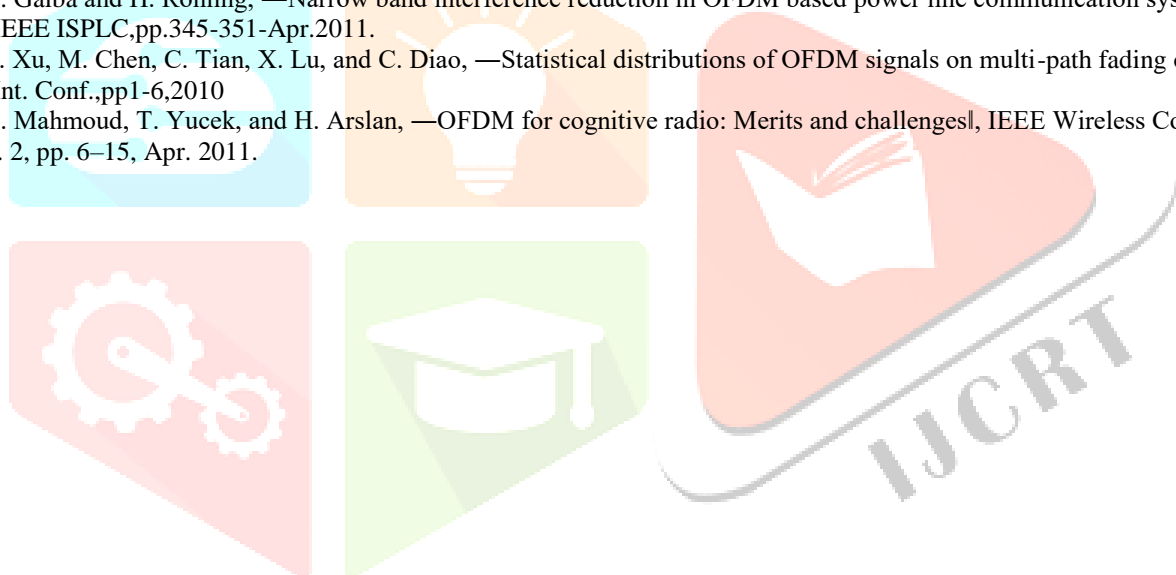 . Galba and H. Rohling, ―Narrow band interference reduction in OFDM based power line communication sys
EEE ISPLC,pp.345-351-Apr.2011.
. Xu, M. Chen, C. Tian, X. Lu, and C. Diao, ―Statistical distributions of OFDM signals on multi-path fading
nt. Conf.,pp1-6,2010
. Mahmoud, T. Yucek, and H. Arslan, ―OFDM for cognitive radio: Merits and challenges‖, IEEE Wireless Co
. 2, pp. 6–15, Apr. 2011.
IJCRT